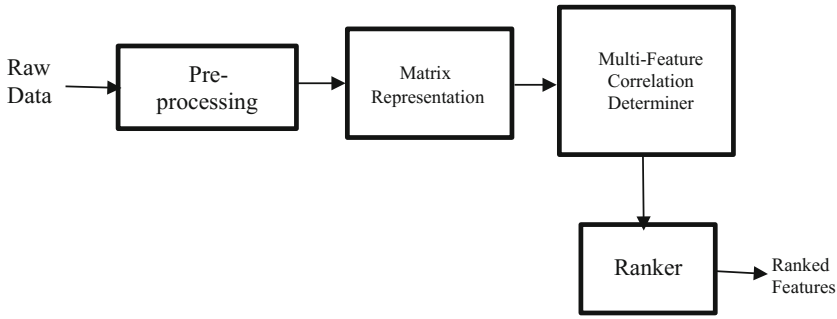 Raw
Data
Pre-
processing
Matrix
Representation
Multi-Feature
Correlation
Determiner
Ranker
Ranked
Features